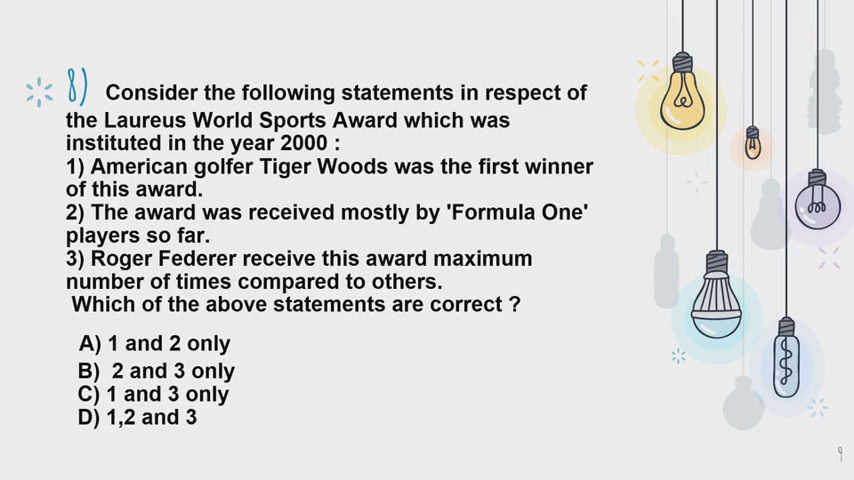 8) Consider the following statements in respect of
the Laureus World Sports Award which was
instituted in the year 2000 :
1) American golfer Tiger Woods was the first winner
of this award.
2) The award was received mostly by 'Formula One'
players so far.
3) Roger Federer receive this award maximum
number of times compared to others.
Which of the above statements are correct ?
A) 1 and 2 only
B) 2 and 3 only
C) 1 and 3 only
D) 1,2 and 3
9